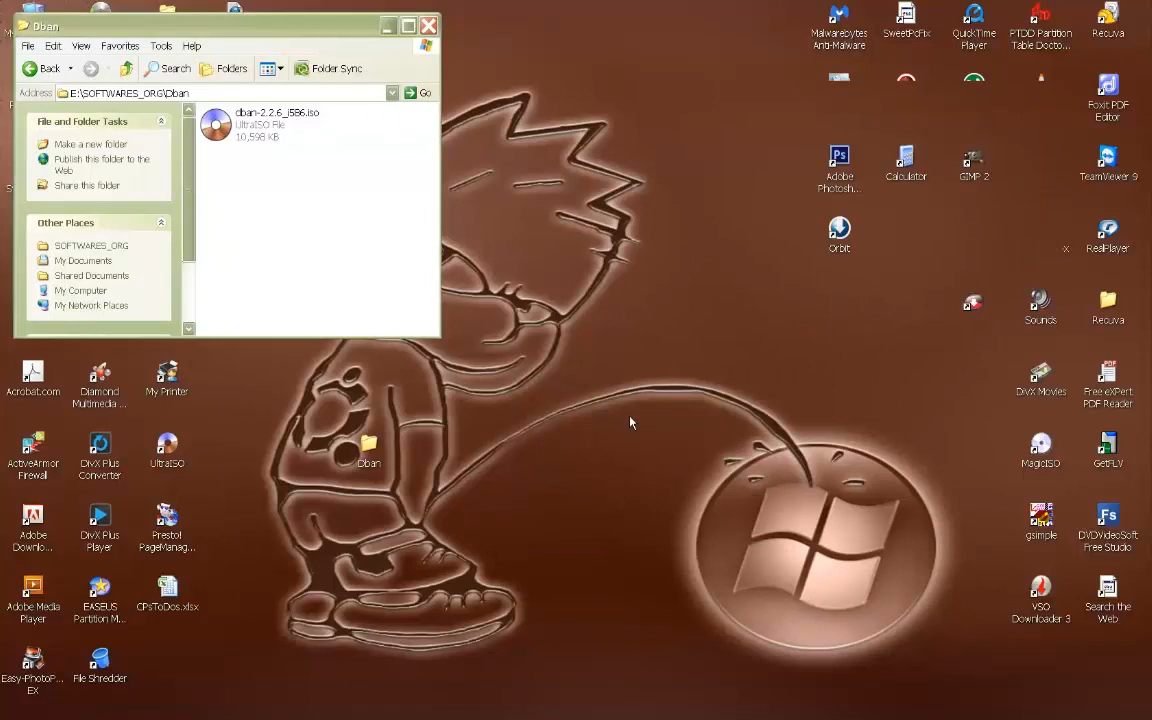 Dban
File Edit View Favorites Tools Help
Back Search Folders Folder Sync
Address E:\SOFTWARES_ORG\Dban Go
File and Folder Tasks
Make a new folder
Publish this folder to the
Web
Share this folder
Other Places
SOFTWARES_ORG
My Documents
Shared Documents
My Computer
My Network Places
dban-2.2.6_i586.iso
UltraISO File
10,598 KB
Malwarebytes
Anti-Malware
SweetPcFix
QuickTime
Player
PTDD Partition
Table Docto...
Recuva
Foxit PDF
Editor
Adobe
Photosh...
Calculator
GIMP 2
TeamViewer 9
Orbit
x
RealPlayer
Sounds
Recuva
Acrobat.com
Diamond
Multimedia ...
My Printer
DivX Movies
Free eXPert
PDF Reader
ActiveArmor
Firewall
DivX Plus
Converter
UltraISO
Dban
MagicISO
GetFLV
Adobe
Downlo...
DivX Plus
Player
Presto!
PageManag...
gsimple
DVDVideoSoft
Free Studio
Adobe Media
Player
EASEUS
Partition M...
CPsToDos.xlsx
VSO
Downloader 3
Search the
Web
Easy-PhotoP...
EX
File Shredder